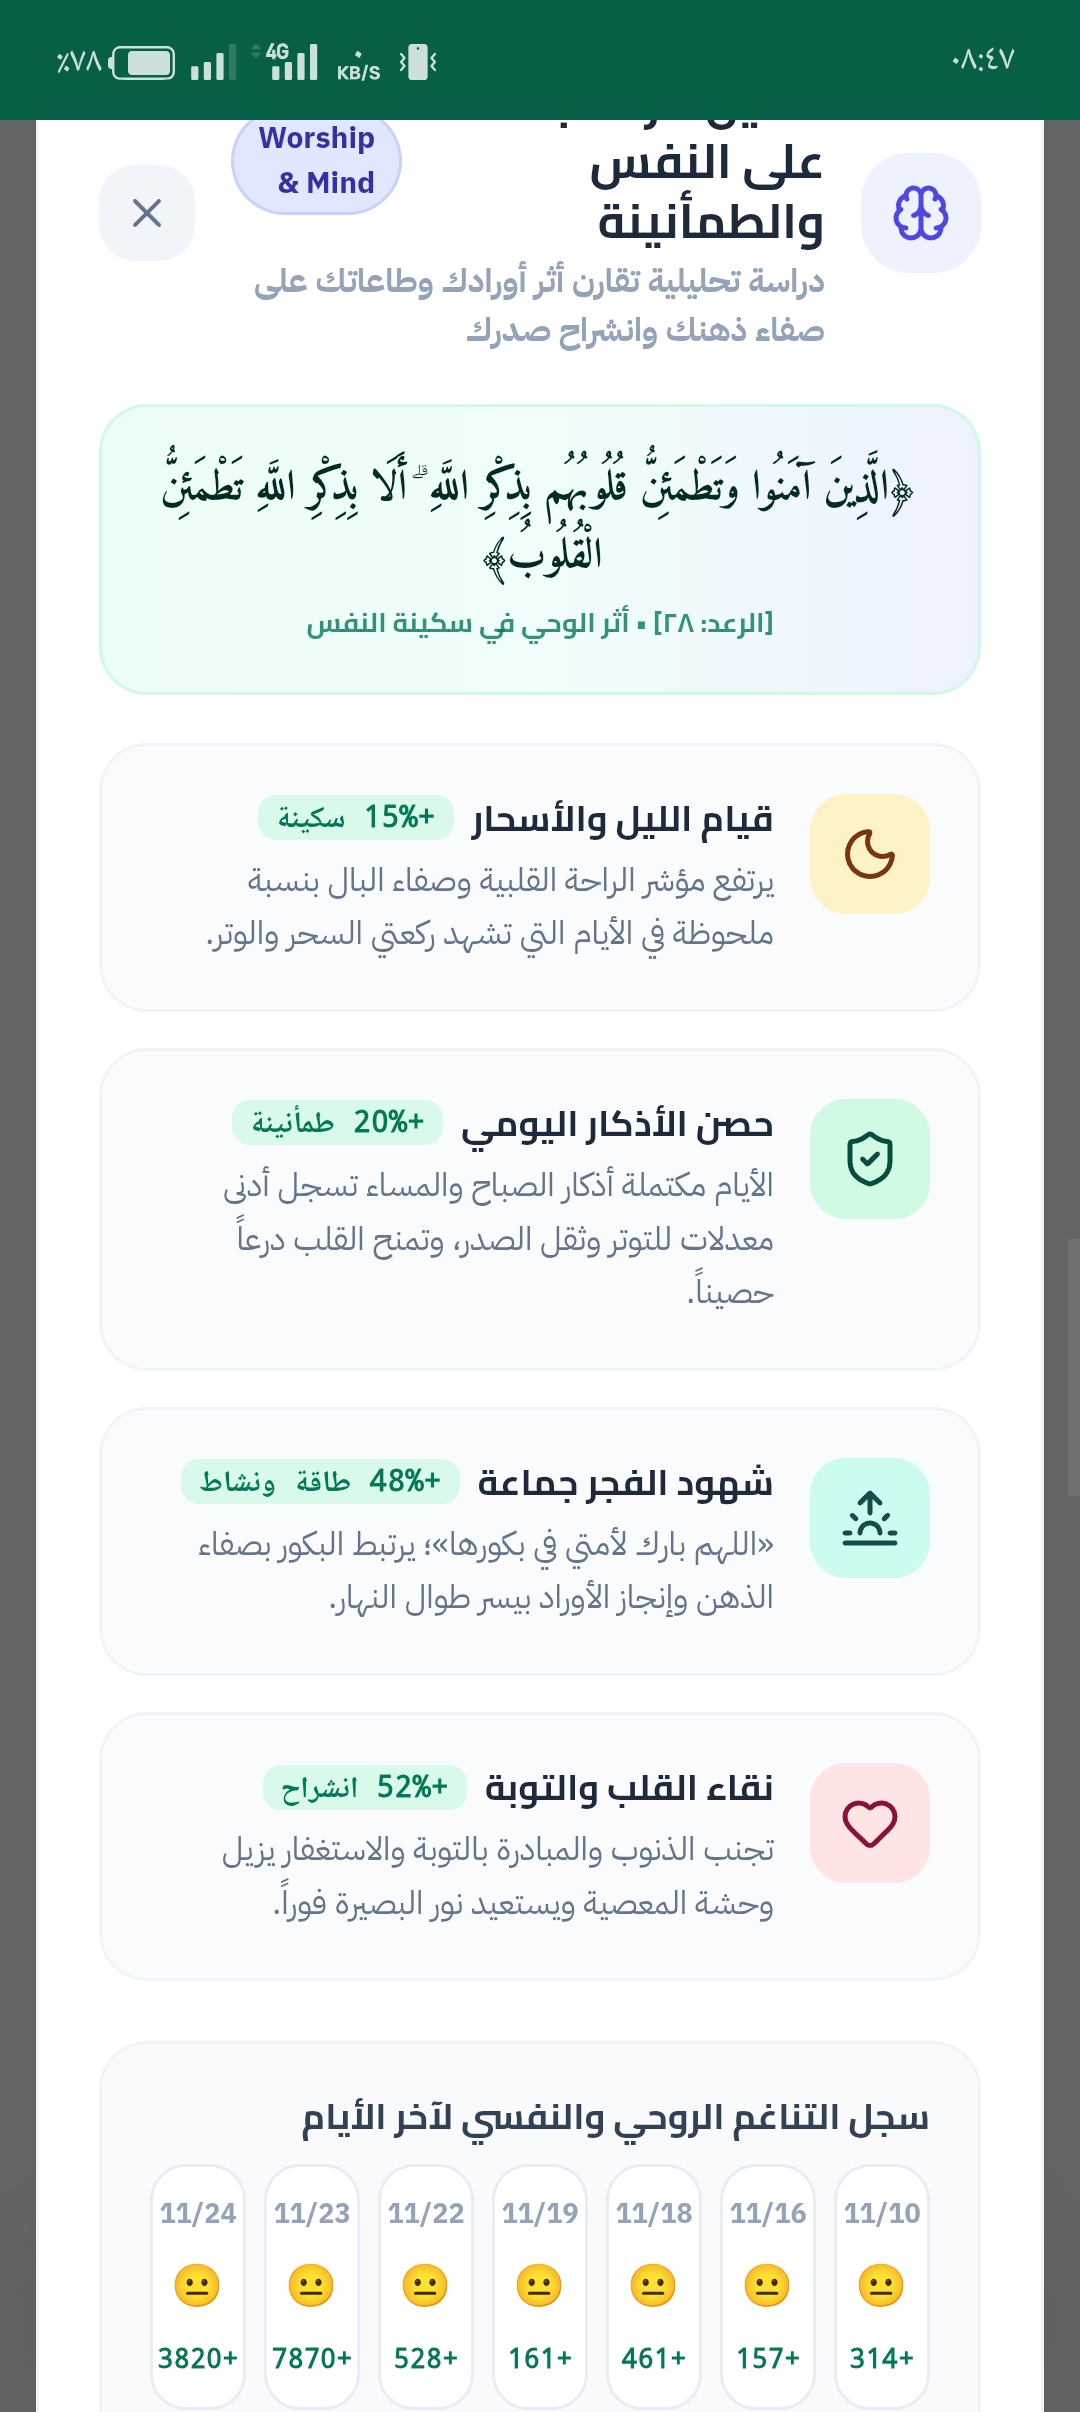 ٠٨:٤٧
KB/S
4G
٪٧٨
على النفس
والطمأنينة
Worship
& Mind
دراسة تحليلية تقارن أثر أورادك وطاعاتك على
صفاء ذهنك وانشراح صدرك
﴿الَّذِينَ آمَنُوا وَتَطْمَئِنُّ قُلُوبُهُم بِذِكْرِ اللَّهِ ۗ أَلَا بِذِكْرِ اللَّهِ تَطْمَئِنُّ
الْقُلُوبُ﴾
[الرعد: ٢٨] ▪ أثر الوحي في سكينة النفس
قيام الليل والأسحار +15% سكينة
يرتفع مؤشر الراحة القلبية وصفاء البال بنسبة
ملحوظة في الأيام التي تشهد ركعتي السحر والوتر.
حصن الأذكار اليومي +20% طمأنينة
الأيام مكتملة أذكار الصباح والمساء تسجل أدنى
معدلات للتوتر وثقل الصدر، وتمنح القلب درعاً
حصيناً.
شهود الفجر جماعة +48% طاقة ونشاط
«اللهم بارك لأمتي في بكورها»؛ يرتبط البكور بصفاء
الذهن وإنجاز الأوراد بيسر طوال النهار.
نقاء القلب والتوبة +52% انشراح
تجنب الذنوب والمبادرة بالتوبة والاستغفار يزيل
وحشة المعصية ويستعيد نور البصيرة فوراً.
سجل التناغم الروحي والنفسي لآخر الأيام
11/10 11/16 11/18 11/19 11/22 11/23 11/24
314+ 157+ 461+ 161+ 528+ 7870+ 3820+